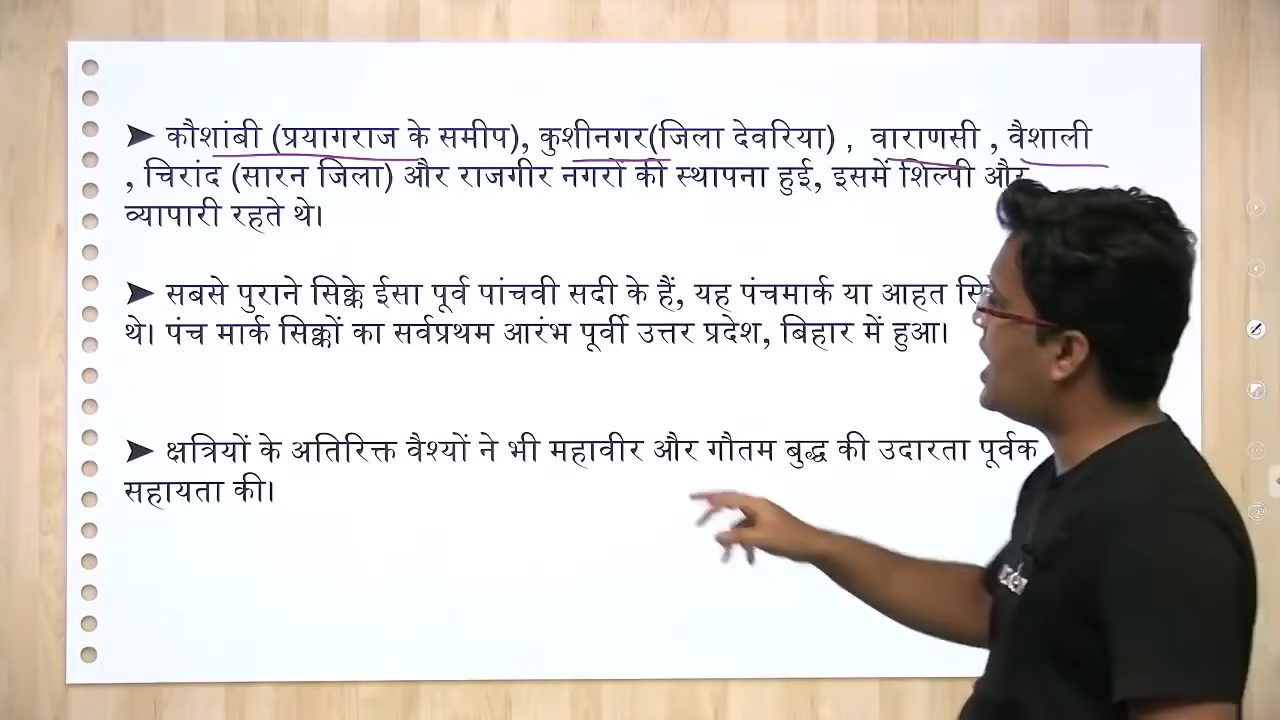 ➤ कौशांबी (प्रयागराज के समीप), कुशीनगर(जिला देवरिया) , वाराणसी , वैशाली
, चिरांद (सारन जिला) और राजगीर नगरों की स्थापना हुई, इसमें शिल्पी और
व्यापारी रहते थे।
➤ सबसे पुराने सिक्के ईसा पूर्व पांचवी सदी के हैं, यह पंचमार्क या आहत
थे। पंच मार्क सिक्कों का सर्वप्रथम आरंभ पूर्वी उत्तर प्रदेश, बिहार में हुआ।
➤ क्षत्रियों के अतिरिक्त वैश्यों ने भी महावीर और गौतम बुद्ध की उदारता पूर्वक
सहायता की।